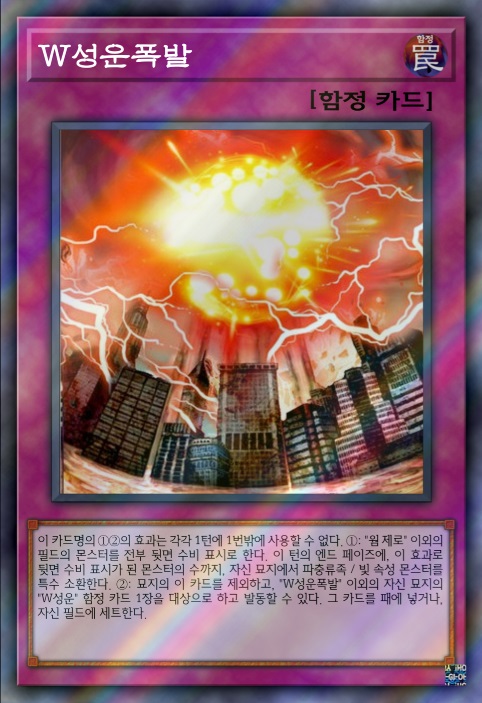 W성운폭발
함정
罠
[함정 카드]
이 카드명의 ①②의 효과는 각각 1턴에 1번밖에 사용할 수 없다. ①: "웜 제로" 이외의
필드의 몬스터를 전부 뒷면 수비 표시로 한다. 이 턴의 엔드 페이즈에, 이 효과로
뒷면 수비 표시가 된 몬스터의 수까지, 자신 묘지에서 파충류족 / 빛 속성 몬스터를
특수 소환한다. ②: 묘지의 이 카드를 제외하고, "W성운폭발" 이외의 자신 묘지의
"W성운" 함정 카드 1장을 대상으로 하고 발동할 수 있다. 그 카드를 패에 넣거나,
자신 필드에 세트한다.